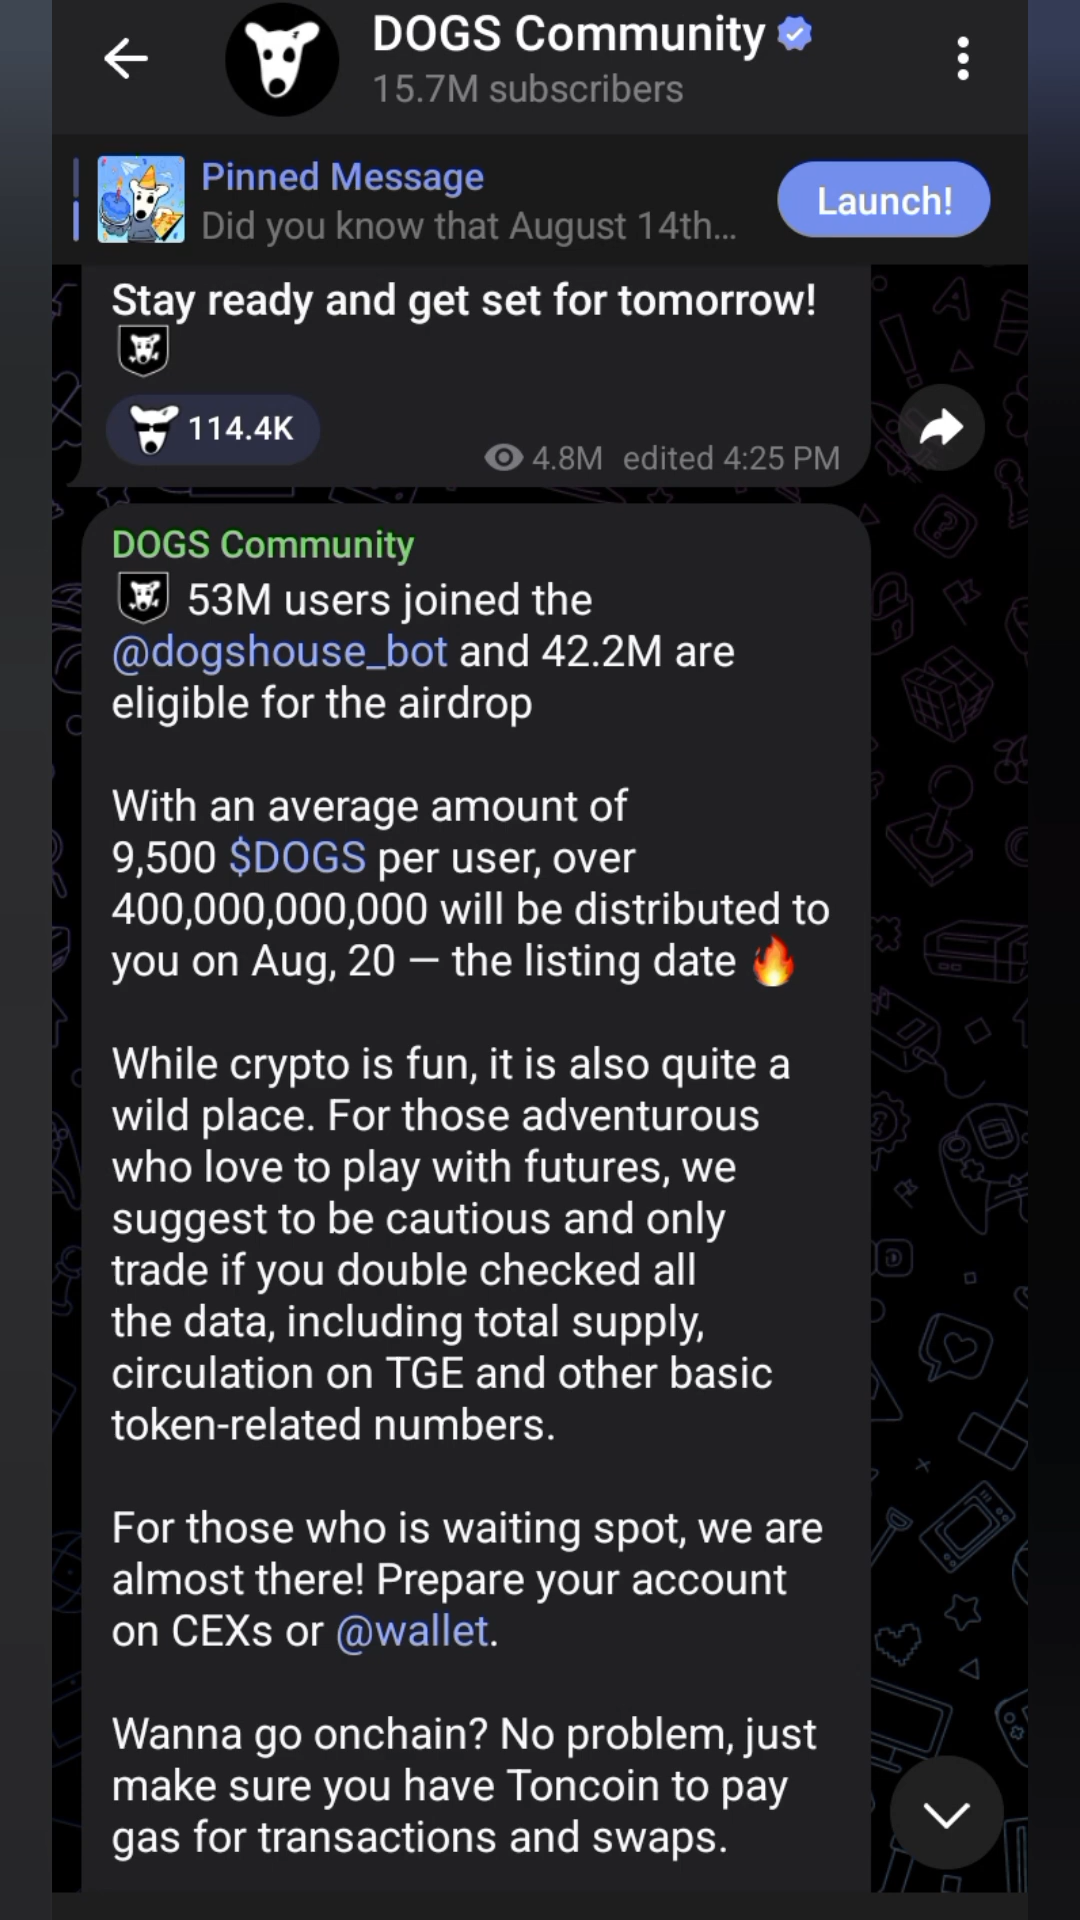 DOGS Community
15.7M subscribers
Pinned Message
Did you know that August 14th...
Launch!
Stay ready and get set for tomorrow!
114.4K
4.8M edited 4:25 PM
DOGS Community
53M users joined the
@dogshouse_bot and 42.2M are
eligible for the airdrop
With an average amount of
9,500 $DOGS per user, over
400,000,000,000 will be distributed to
you on Aug, 20 — the listing date 🔥
While crypto is fun, it is also quite a
wild place. For those adventurous
who love to play with futures, we
suggest to be cautious and only
trade if you double checked all
the data, including total supply,
circulation on TGE and other basic
token-related numbers.
For those who is waiting spot, we are
almost there! Prepare your account
on CEXs or @wallet.
Wanna go onchain? No problem, just
make sure you have Toncoin to pay
gas for transactions and swaps.